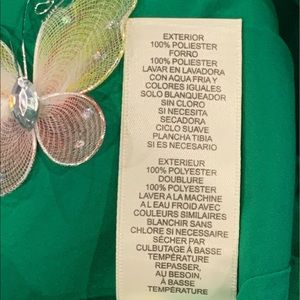 EXTERIOR
100% POLIESTER
FORRO
100% POLIESTER
LAVAR EN LAVADORA
CON AQUA FRIA Y
COLORES IGUALES
SOLO BLANQUEADOR
SIN CLORO
SI NECESITA
SECADORA
CICLO SUAVE
PLANCHA TIBIA
SI ES NECESARIO
EXTERIEUR
100% POLYESTER
DOUBLURE
100% POLYESTER
LAVER A LA MACHINE
A L'EAU FROID AVEC
COULEURS SIMILAIRES
BLANCHIR SANS
CHLORE SI NECESSAIRE
SÉCHER PAR
CULBUTAGE À BASSE
TEMPÉRATURE
REPASSER,
AU BESOIN,
À BASSE
TEMPÉRATURE